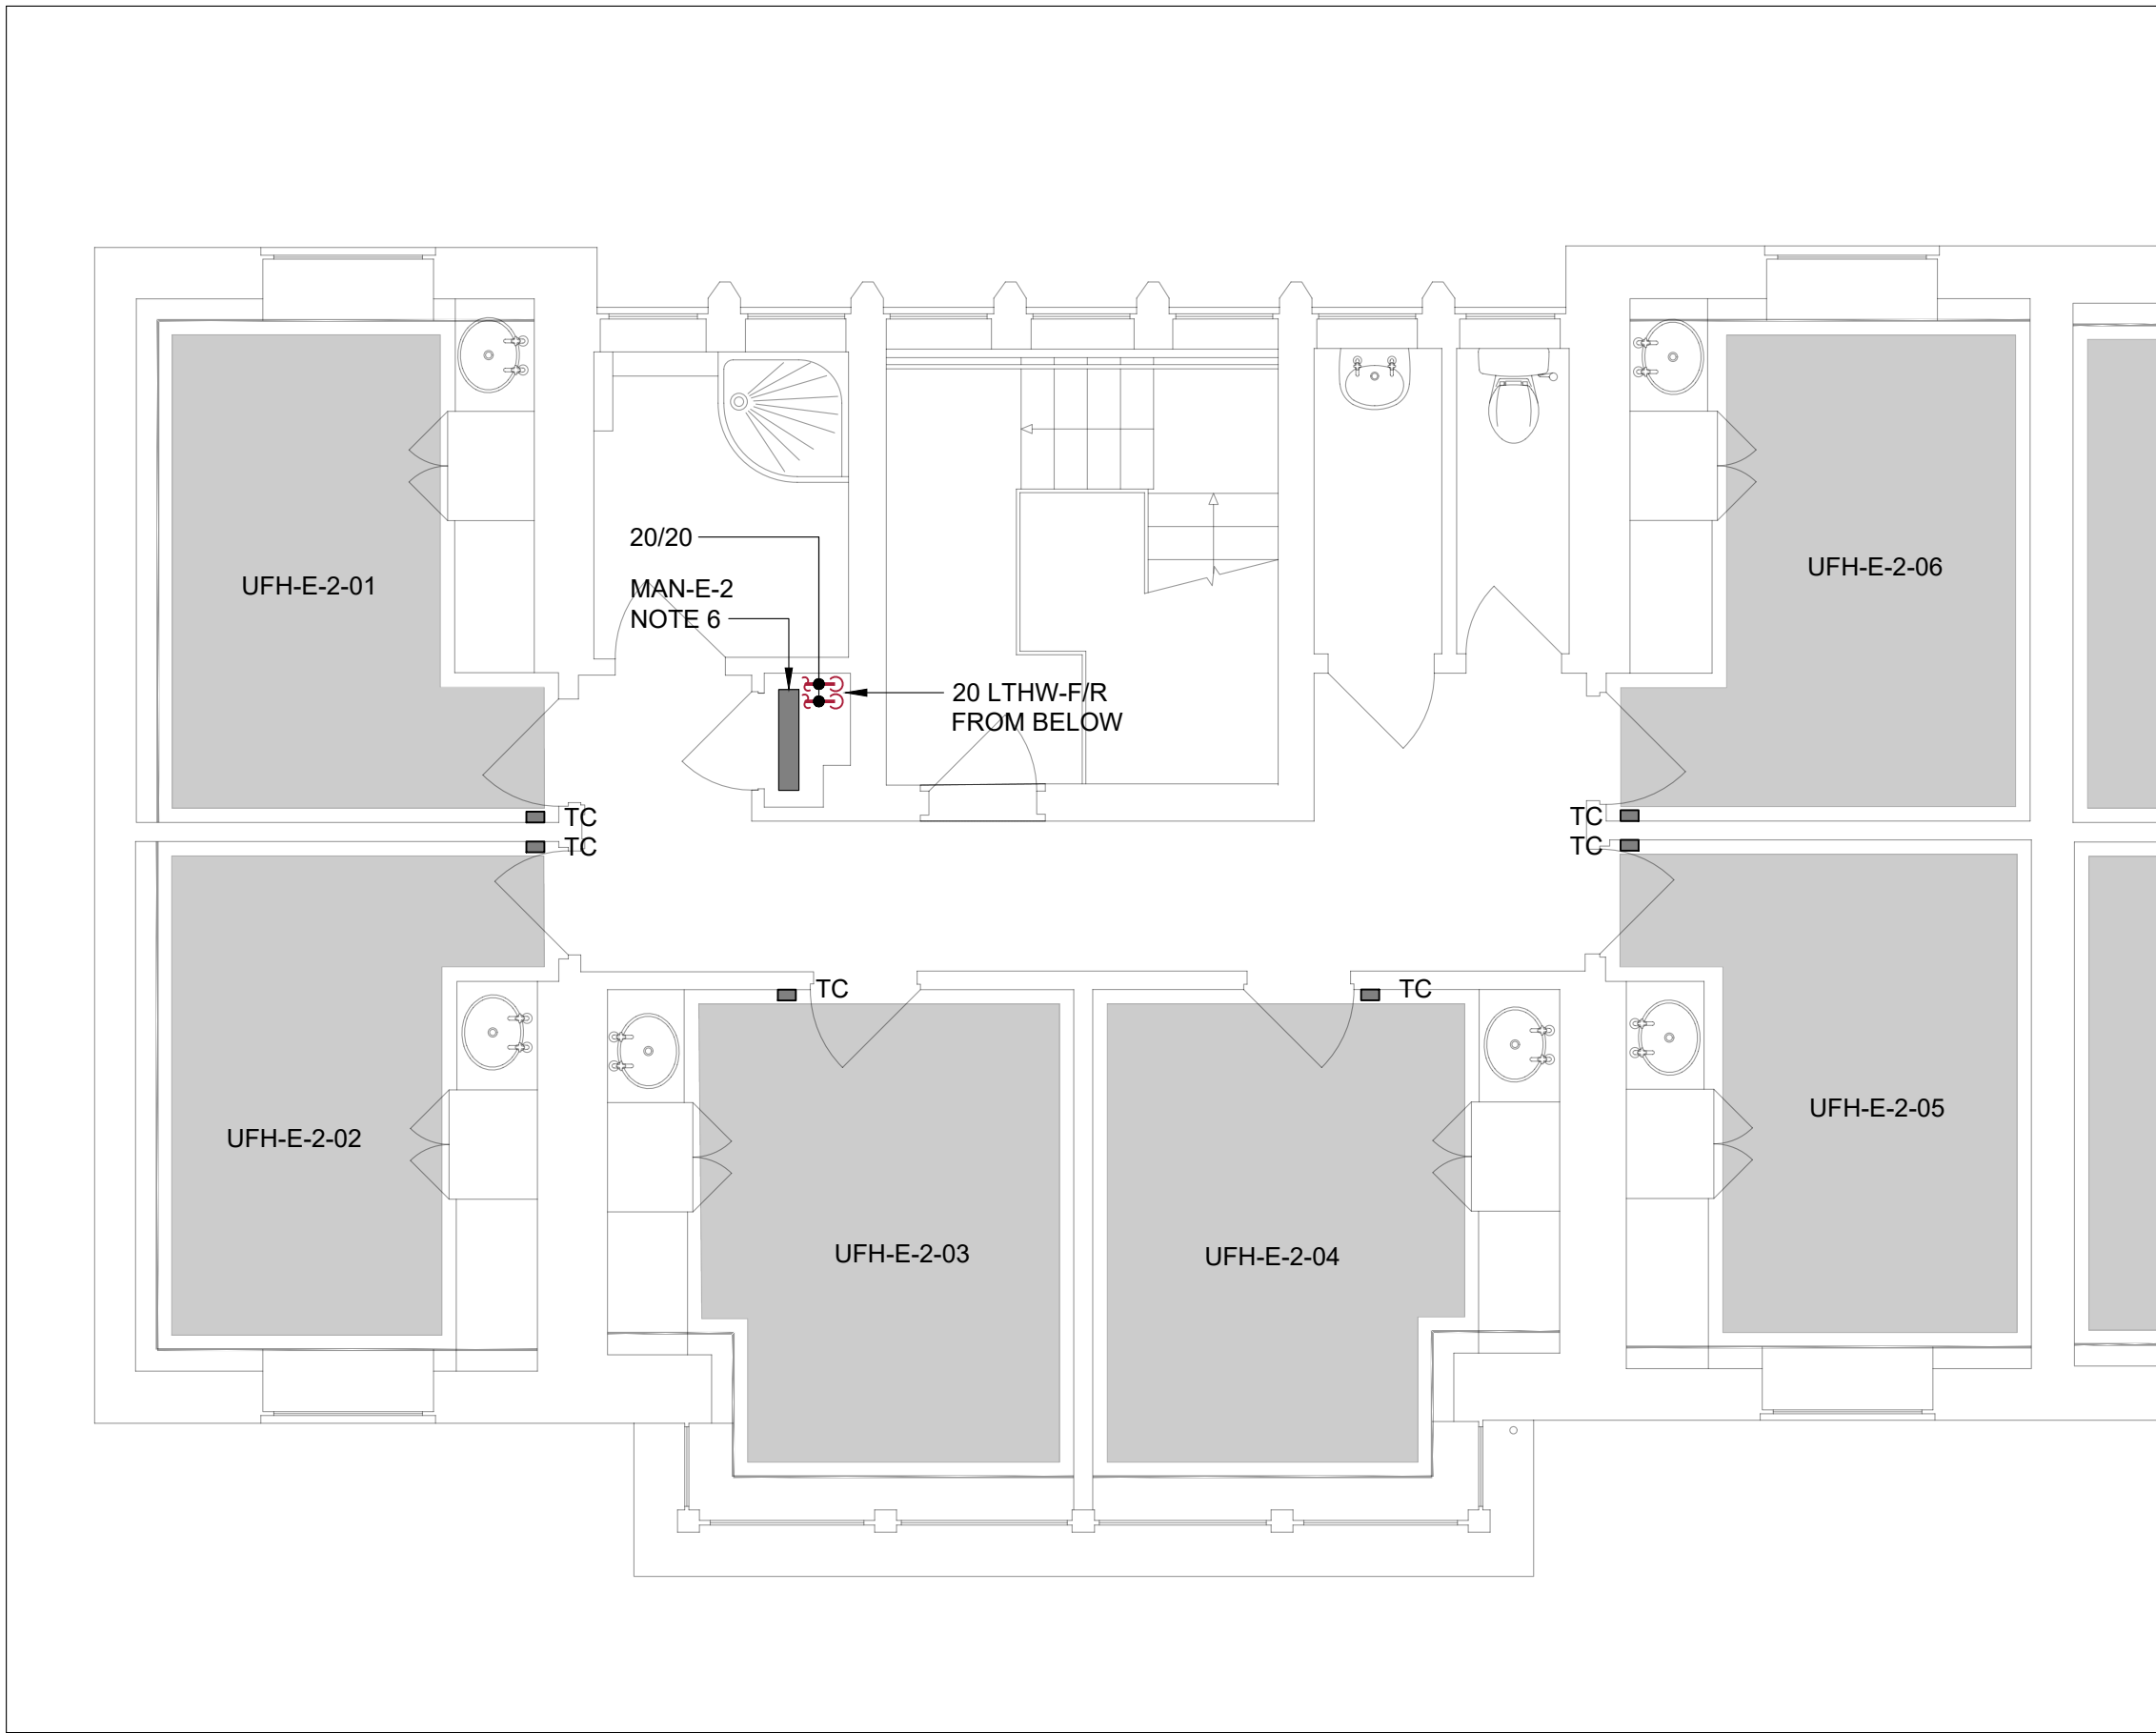 20/20
UFH-E-2-06
UFH-E-2-01
MAN-E-2
NOTE 6
20 LTHW-F/R
FROM BELOW
TC
TC
TC
TC
TC
TC
UFH-E-2-05
UFH-E-2-02
UFH-E-2-03
UFH-E-2-04